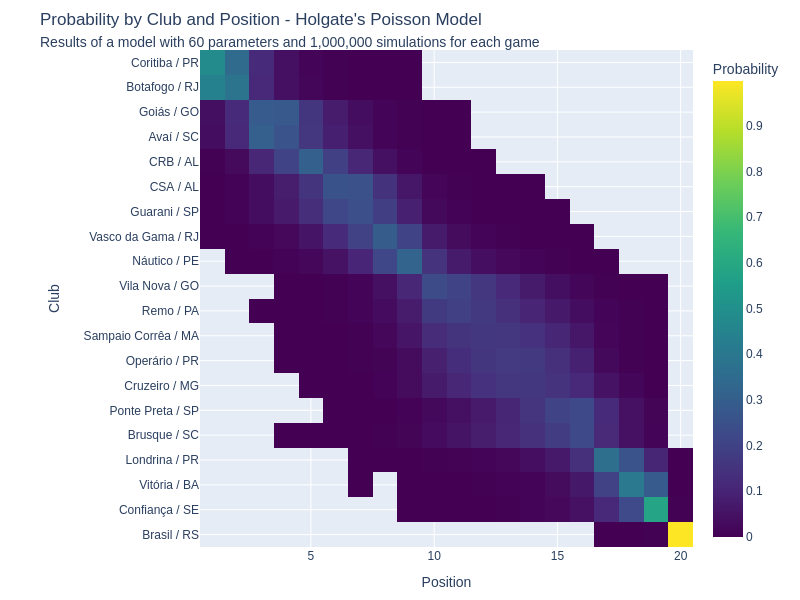 Probability by Club and Position - Holgate's Poisson Model
Results of a model with 60 parameters and 1,000,000 simulations for each game
Probability
Coritiba / PR
Botafogo / RJ
Goiás / GO
Avaí / SC
CRB / AL
CSA / AL
Guarani / SP
Vasco da Gama / RJ
Náutico / PE
Vila Nova / GO
Remo / PA
Sampaio Corrêa / MA
Operário / PR
Cruzeiro / MG
Ponte Preta / SP
Brusque / SC
Londrina / PR
Vitória / BA
Confiança / SE
Brasil / RS
Club
5
10
15
20
Position
0.9
0.8
0.7
0.6
0.5
0.4
0.3
0.2
0.1
0